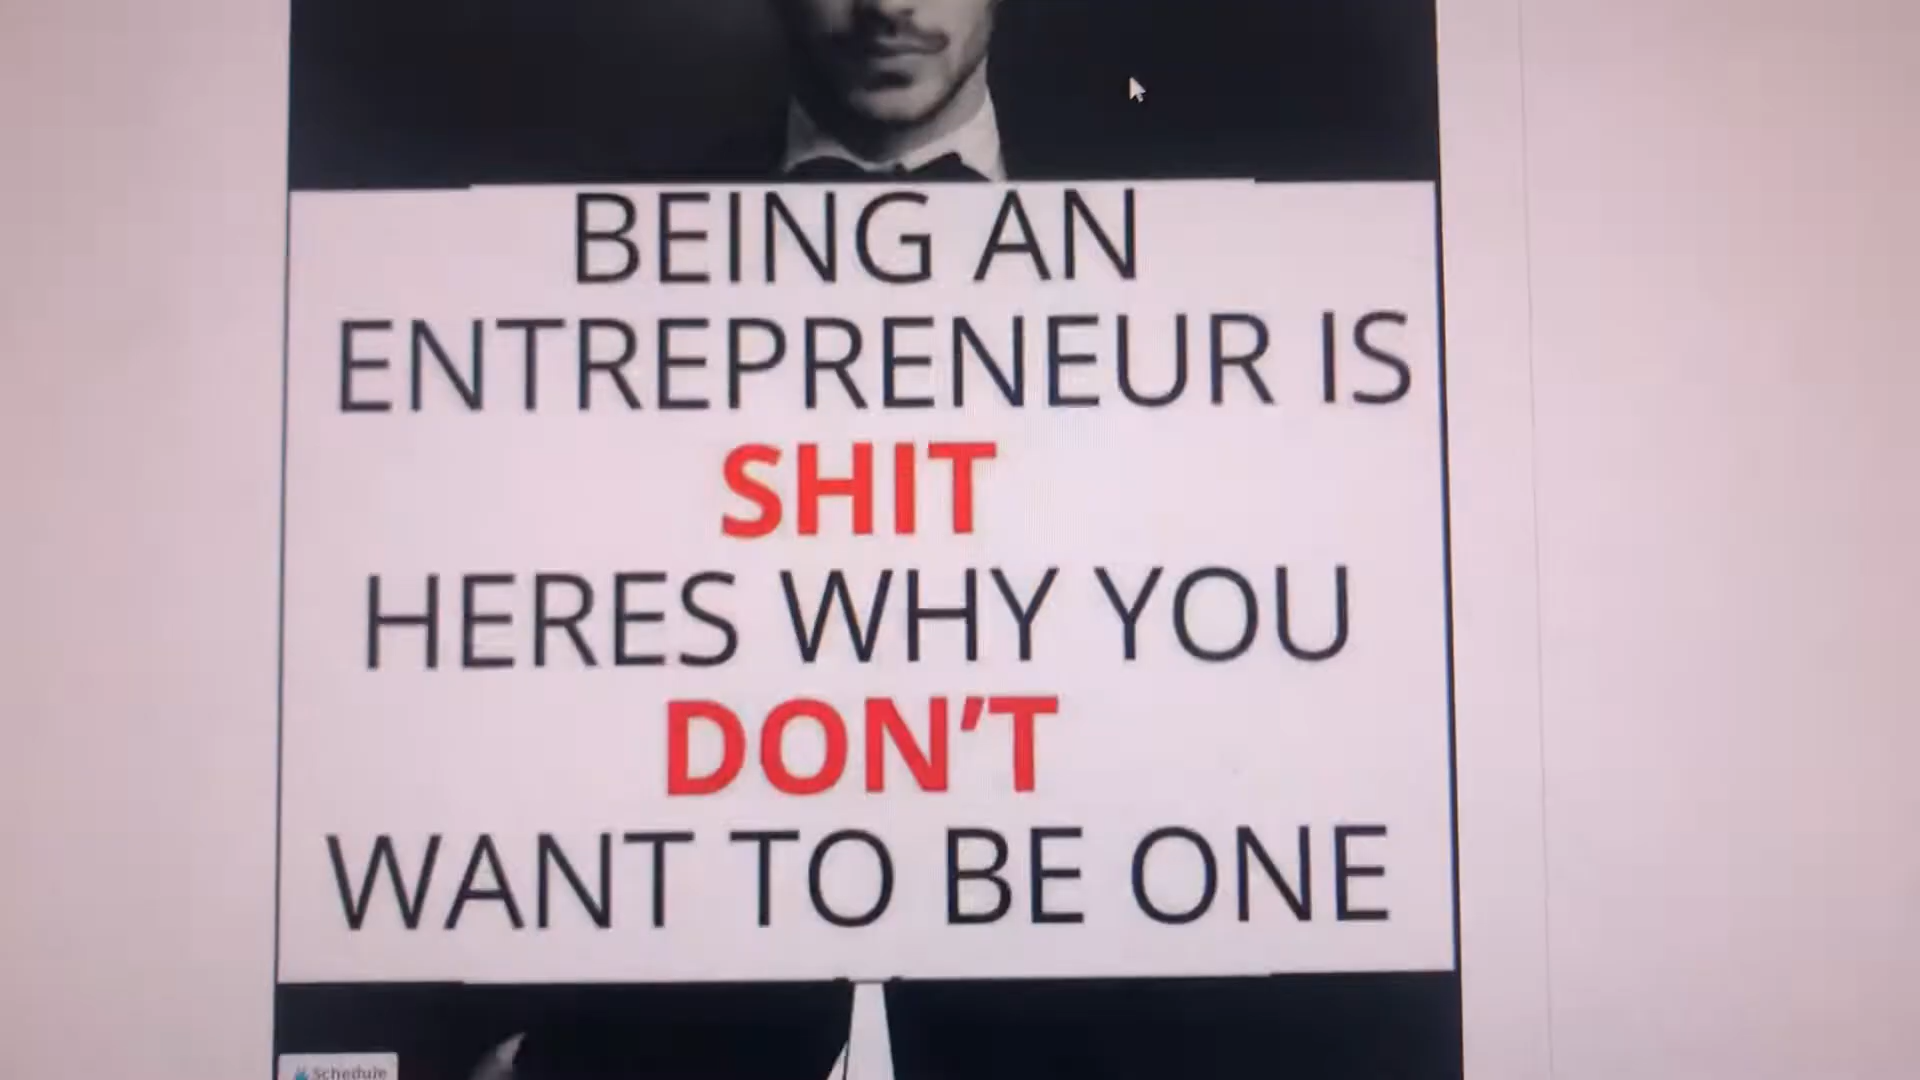 BEING AN
ENTREPRENEUR IS
SHIT
HERES WHY YOU
DON'T
WANT TO BE ONE
Schedule